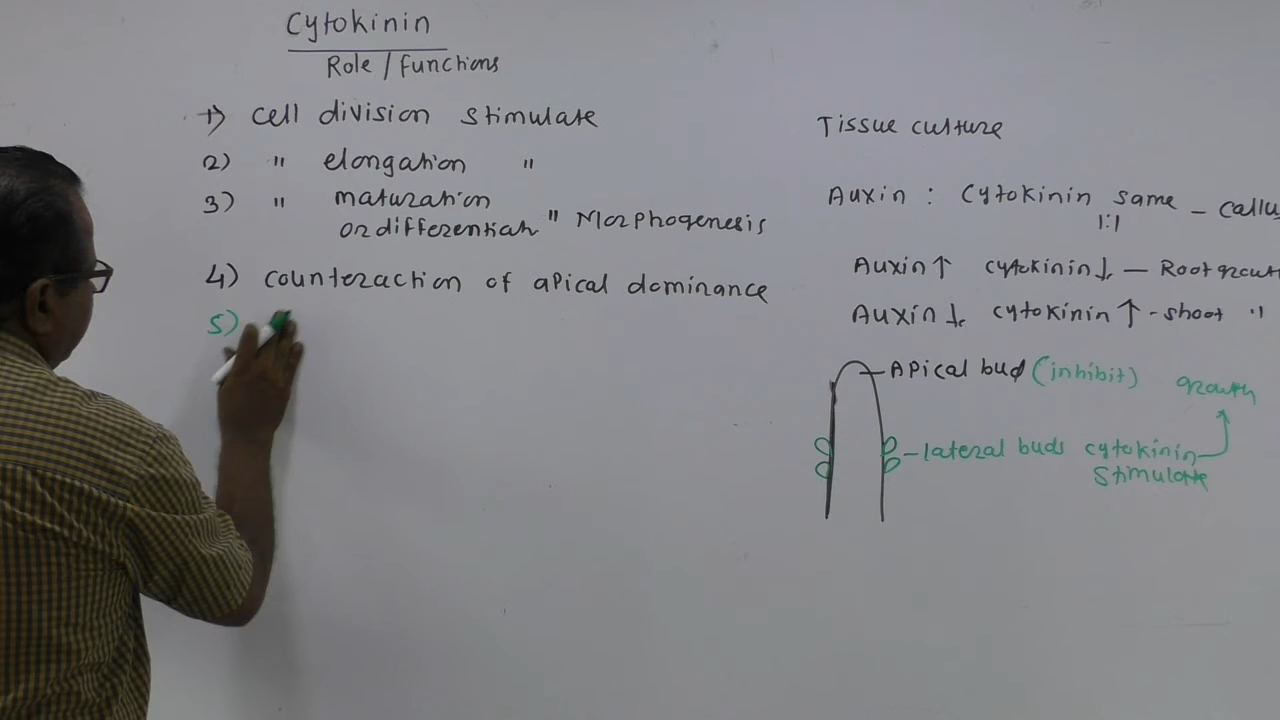 Cytokinin
Role / Functions
1) Cell division stimulate
2) " elongation "
3) " maturation
or differentiatn " Morphogenesis
4) Counteraction of apical dominance
5)
Tissue culture
Auxin : Cytokinin same - callu
1:1
Auxin ↑ cytokinin ↓ - Root growth
Auxin ↓ cytokinin ↑ - shoot "
Apical bud (inhibit) growth
lateral buds cytokinin
Stimulate